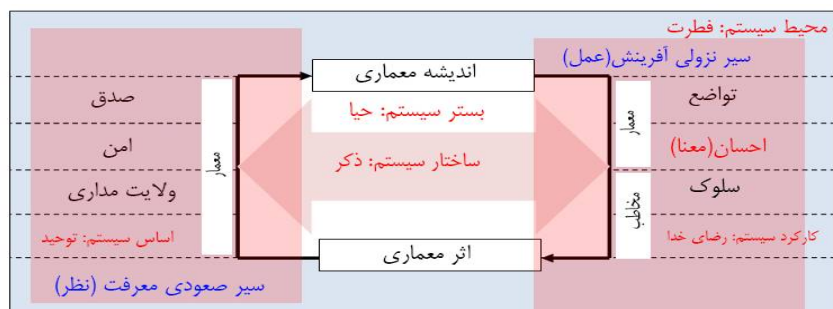 محیط سیستم: فطرت
سیر نزولی آفرینش(عمل)
اندیشه معماری
تواضع
معمار
صدق
بستر سیستم: حیا
احسان(معنا)
امن
ساختار سیستم: ذکر
معمار
سلوک
مخاطب
ولایت مداری
کارکرد سیستم: رضای خدا
اثر معماری
اساس سیستم: توحید
سیر صعودی معرفت (نظر)